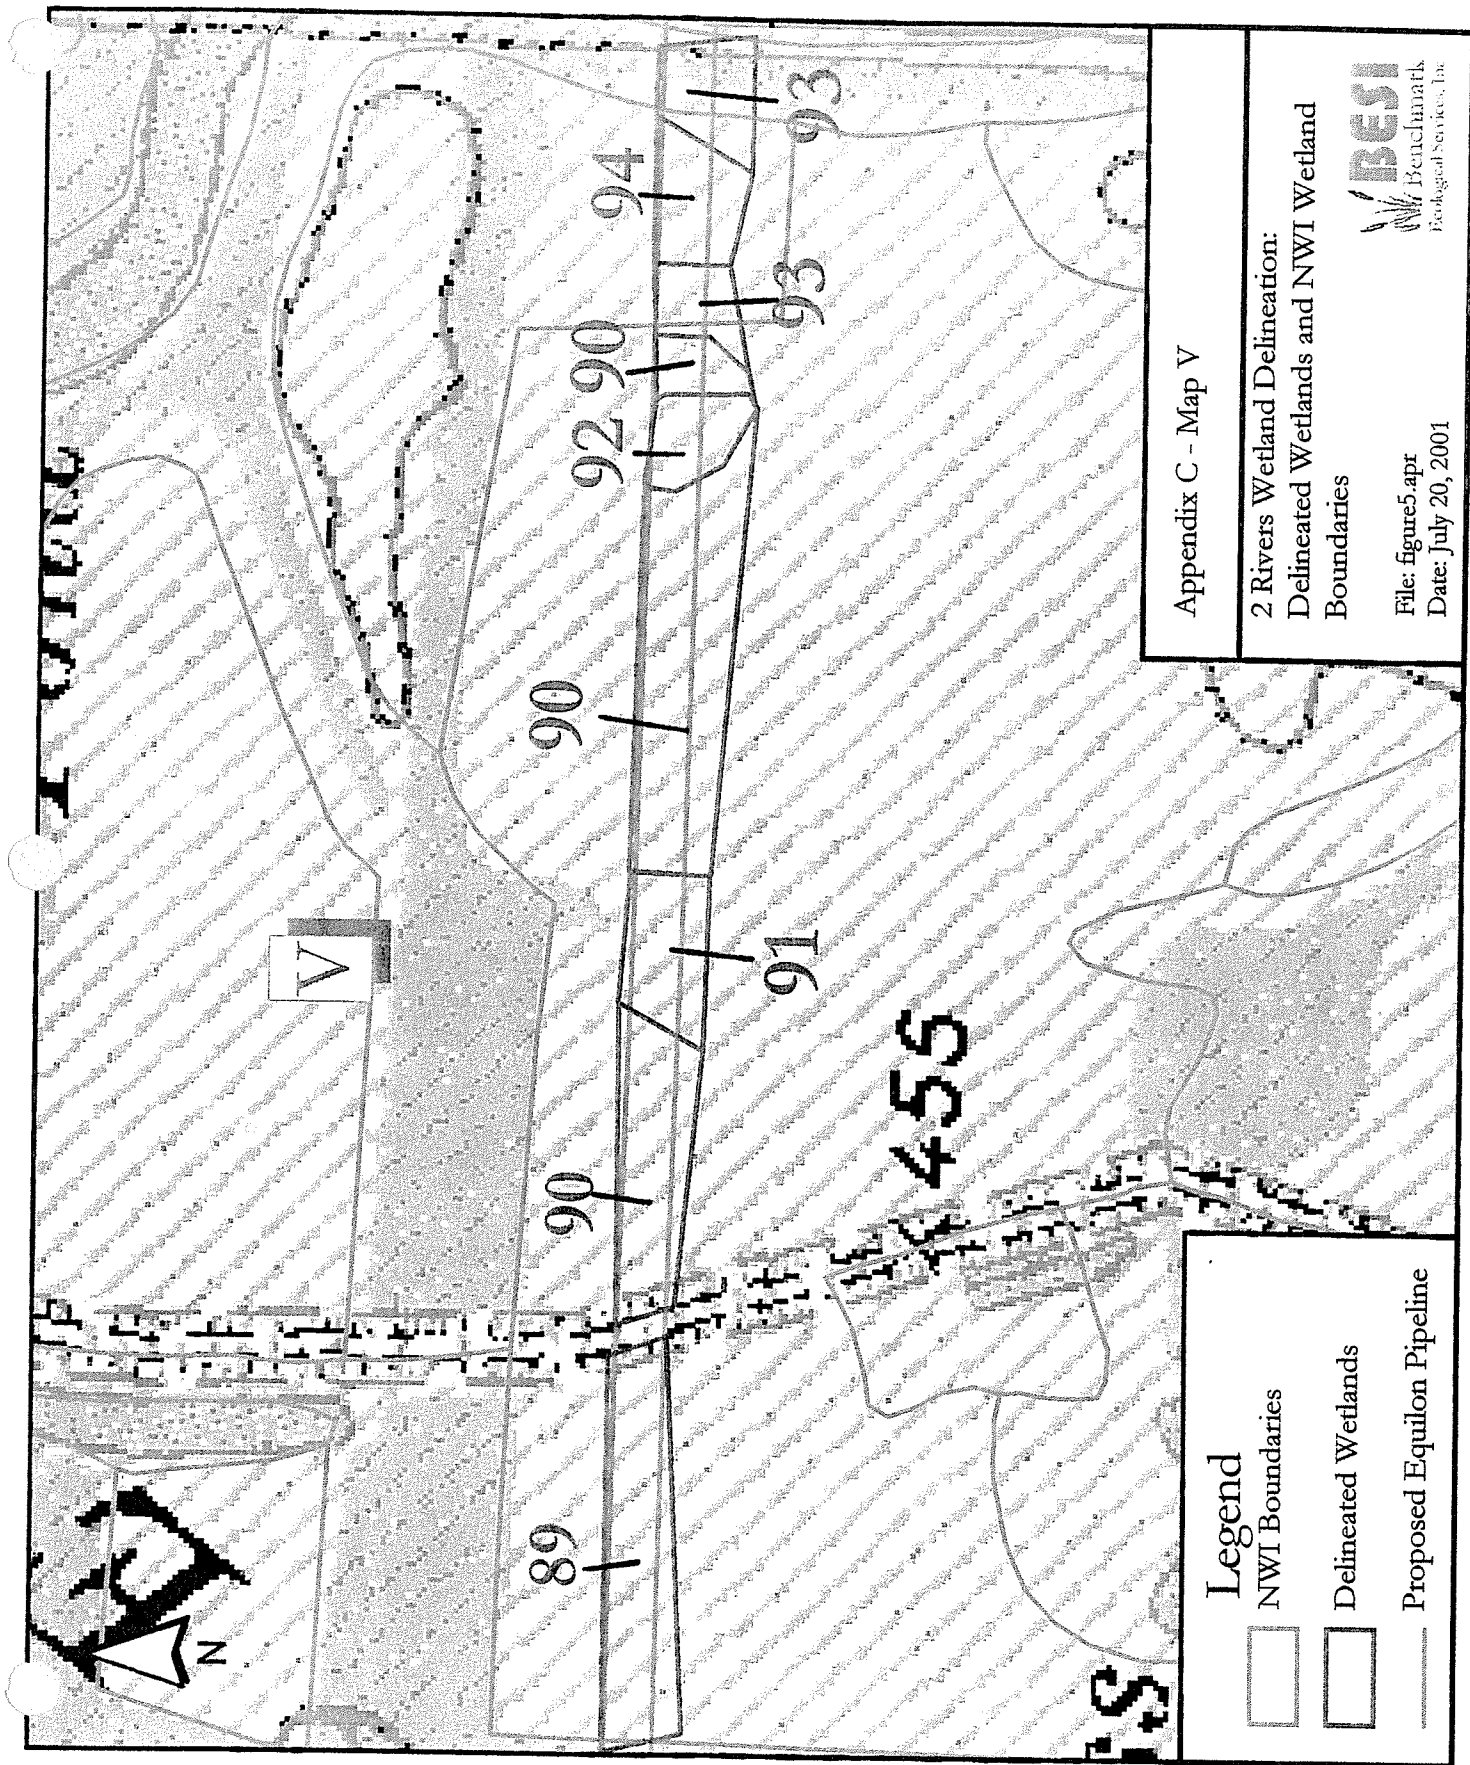 V
N
89
90
91
90
92
90
93
94
93
455
S
Legend
NWI Boundaries
Delineated Wetlands
Proposed Equilon Pipeline
Appendix C - Map V
2 Rivers Wetland Delineation:
Delineated Wetlands and NWI Wetland
Boundaries
File: figure5.apr
Date: July 20, 2001
BESI
Benchmark
Ecological Services, Inc